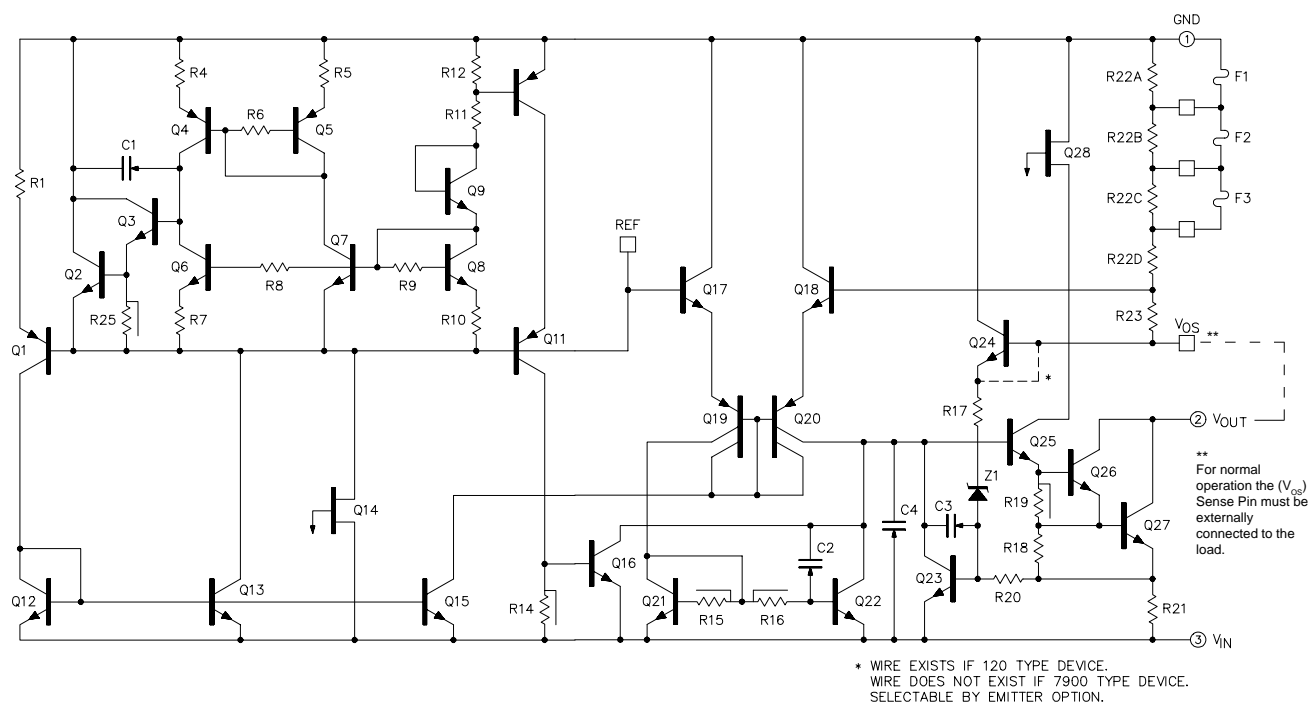 GND
1
R4
R5
R12
R22A
F1
R11
Q4
R6
Q5
C1
R22B
F2
Q28
R1
Q9
R22C
F3
Q3
REF
Q7
Q2
Q6
R8
R9
Q8
Q17
Q18
R22D
R25
R7
R10
R23
VOS **
Q1
Q11
Q24
*
R17
Q19
Q20
2 VOUT
Q25
Q26
**
For normal
operation the (VOS)
Sense Pin must be
externally
connected to the
load.
Z1
R19
Q14
C4
C3
Q27
Q16
C2
R18
Q12
Q13
Q15
R14
Q21
R15
R16
Q22
Q23
R20
R21
3 VIN
* WIRE EXISTS IF 120 TYPE DEVICE.
WIRE DOES NOT EXIST IF 7900 TYPE DEVICE.
SELECTABLE BY EMITTER OPTION.